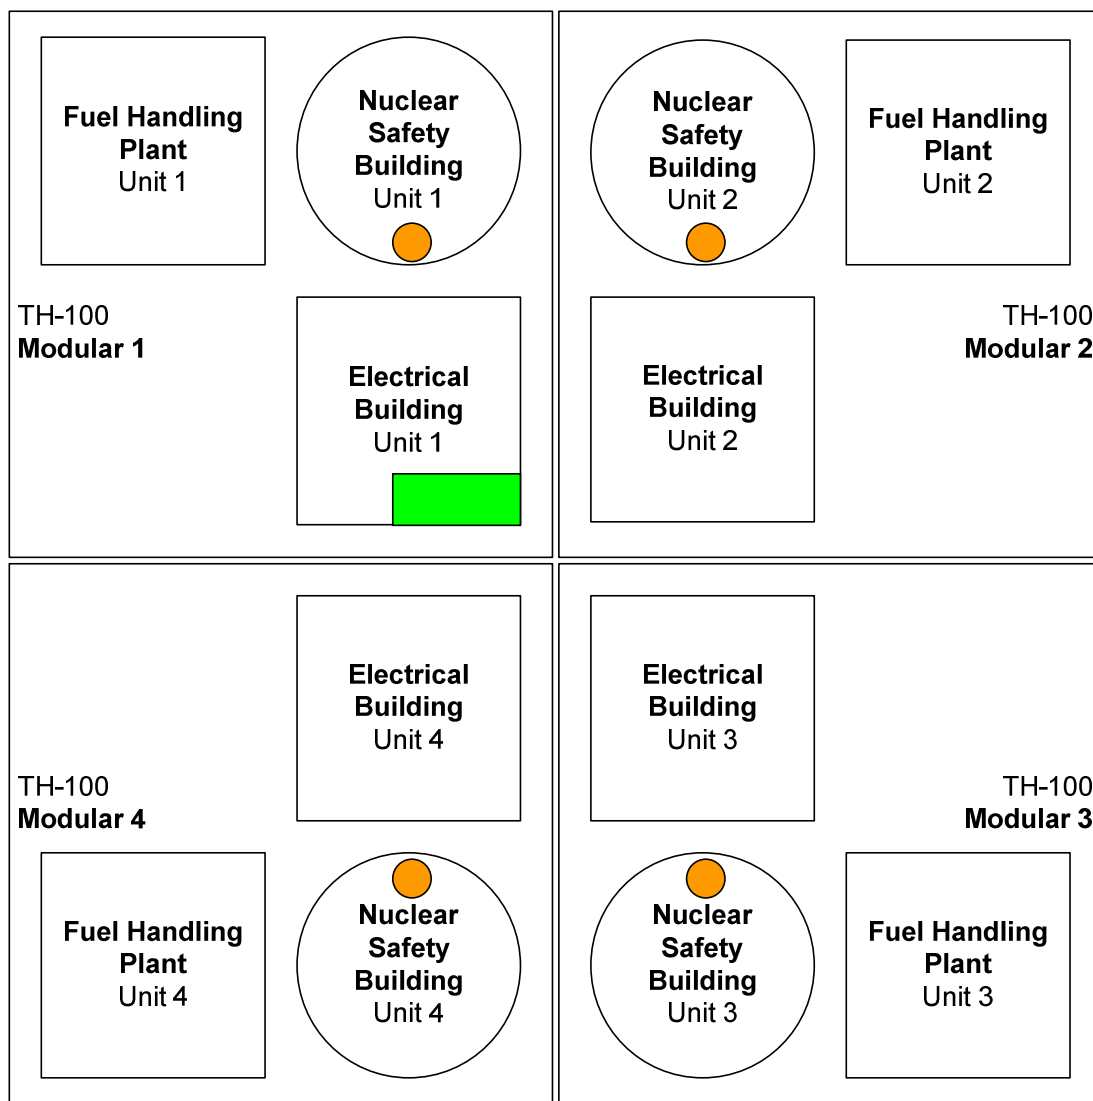 Fuel Handling
Plant
Unit 1
Nuclear
Safety
Building
Unit 1
TH-100
Modular 1
Electrical
Building
Unit 1
Nuclear
Safety
Building
Unit 2
Fuel Handling
Plant
Unit 2
Electrical
Building
Unit 2
TH-100
Modular 2
Electrical
Building
Unit 4
TH-100
Modular 4
Fuel Handling
Plant
Unit 4
Nuclear
Safety
Building
Unit 4
Electrical
Building
Unit 3
TH-100
Modular 3
Nuclear
Safety
Building
Unit 3
Fuel Handling
Plant
Unit 3